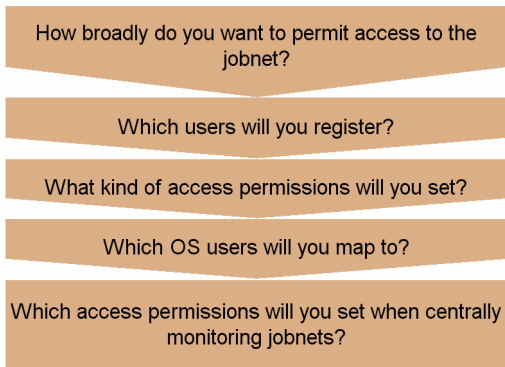 How broadly do you want to permit access to the
jobnet?
Which users will you register?
What kind of access permissions will you set?
Which OS users will you map to?
Which access permissions will you set when centrally
monitoring jobnets?